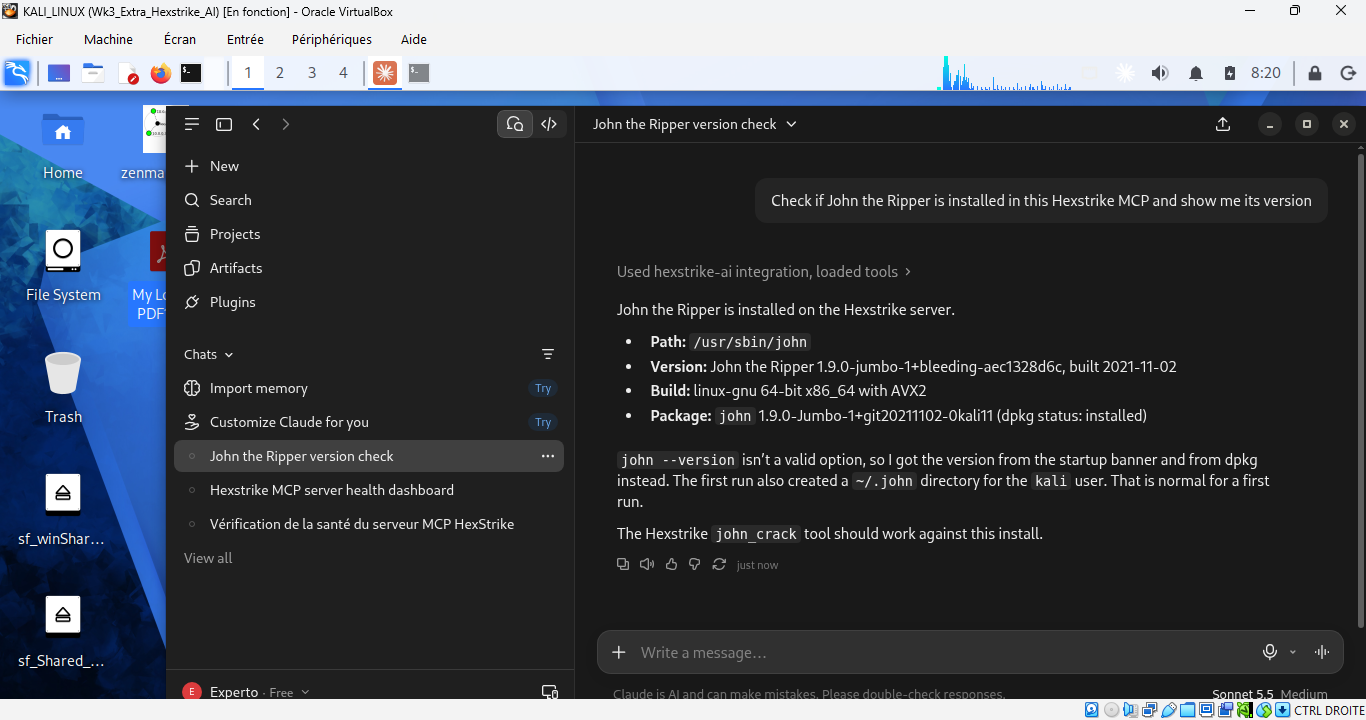 KALI_LINUX (Wk3_Extra_Hexstrike_AI) [En fonction] - Oracle VirtualBox
Fichier Machine Écran Entrée Périphériques Aide
1 2 3 4 8:20
Home
zenma
File System
My Lo
PDF
Trash
sf_winShar...
sf_Shared_...
New
Search
Projects
Artifacts
Plugins
Chats
Import memory Try
Customize Claude for you Try
John the Ripper version check
Hexstrike MCP server health dashboard
Vérification de la santé du serveur MCP HexStrike
View all
E Experto · Free
John the Ripper version check
Check if John the Ripper is installed in this Hexstrike MCP and show me its version
Used hexstrike-ai integration, loaded tools
John the Ripper is installed on the Hexstrike server.
• Path: /usr/sbin/john
• Version: John the Ripper 1.9.0-jumbo-1+bleeding-aec1328d6c, built 2021-11-02
• Build: linux-gnu 64-bit x86_64 with AVX2
• Package: john 1.9.0-Jumbo-1+git20211102-0kali11 (dpkg status: installed)
john --version isn't a valid option, so I got the version from the startup banner and from dpkg
instead. The first run also created a ~/.john directory for the kali user. That is normal for a first
run.
The Hexstrike john_crack tool should work against this install.
just now
Write a message...
Claude is AI and can make mistakes. Please double-check responses.
Sonnet 5.5 Medium
CTRL DROITE